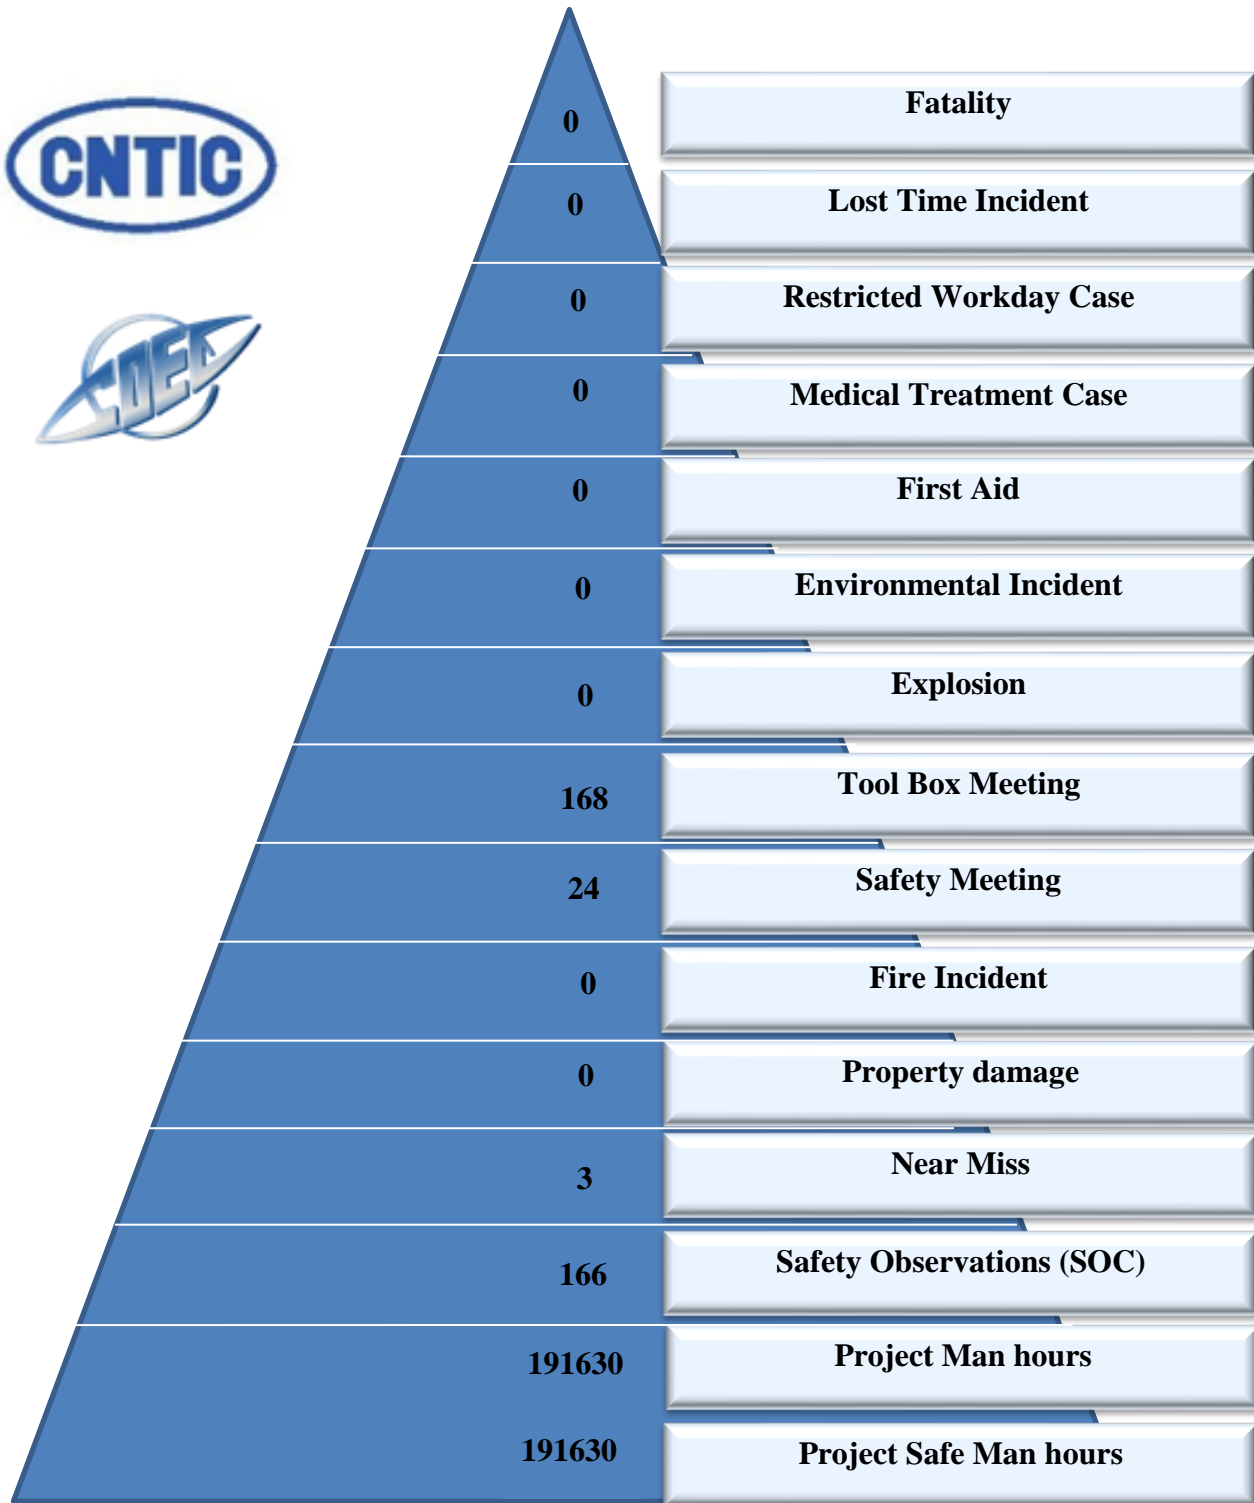 CNTIC
0 Fatality
0 Lost Time Incident
0 Restricted Workday Case
0 Medical Treatment Case
0 First Aid
0 Environmental Incident
0 Explosion
168 Tool Box Meeting
24 Safety Meeting
0 Fire Incident
0 Property damage
3 Near Miss
166 Safety Observations (SOC)
191630 Project Man hours
191630 Project Safe Man hours